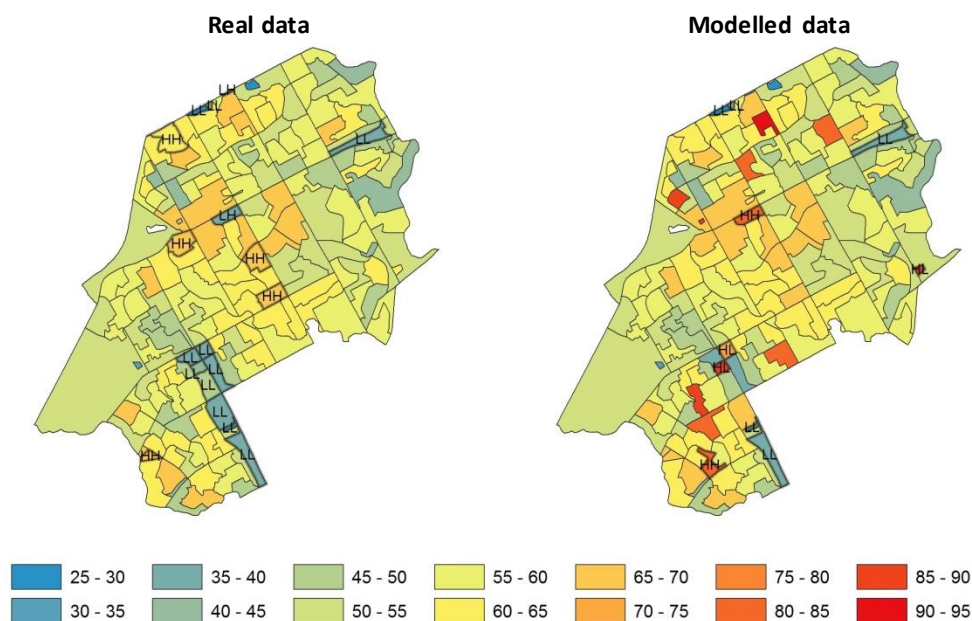 Real data
Modelled data
LH
LL
LL
HH
LL
LH
HH
HH
HH
LL
LL
LL
LL
LL
LL
LL
LL
HH
LL
LL
LL
HH
HL
HL
HL
LL
LL
HH
25 - 30
35 - 40
45 - 50
55 - 60
65 - 70
75 - 80
85 - 90
30 - 35
40 - 45
50 - 55
60 - 65
70 - 75
80 - 85
90 - 95